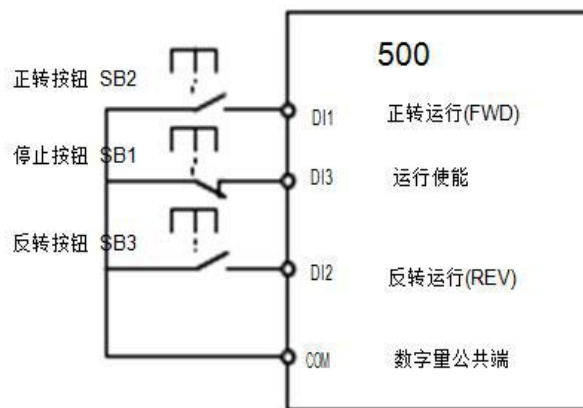 500
正转按钮 SB2
DI1 正转运行(FWD)
停止按钮 SB1
DI3 运行使能
反转按钮 SB3
DI2 反转运行(REV)
COM 数字量公共端